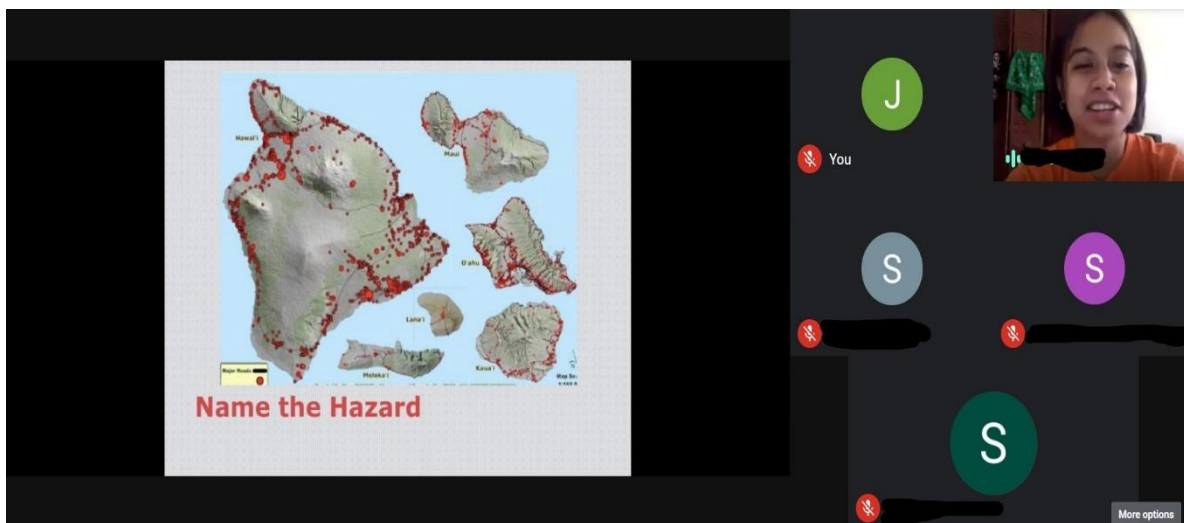 Hawai'i
Maui
O'ahu
Lana'i
Moloka'i
Kaua'i
Major Roads
Name the Hazard
J
You
S
S
S
More options